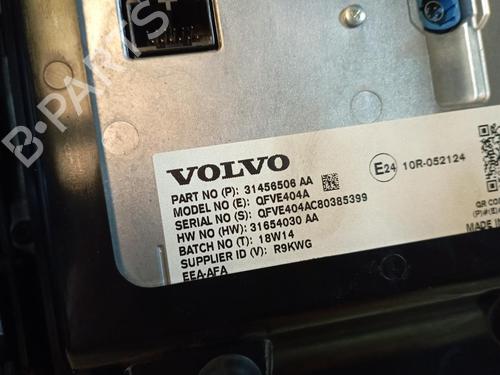 B-PARTS
VOLVO
PART NO (P): 31456506 AA
MODEL NO (E): QFVE404A
SERIAL NO (S): QFVE404AC80385399
HW NO (HW): 31654030 AA
BATCH NO (T): 18W14
SUPPLIER ID (V): R9KWG
EEA-AFA
E24 10R-052124
QR
MADE IN